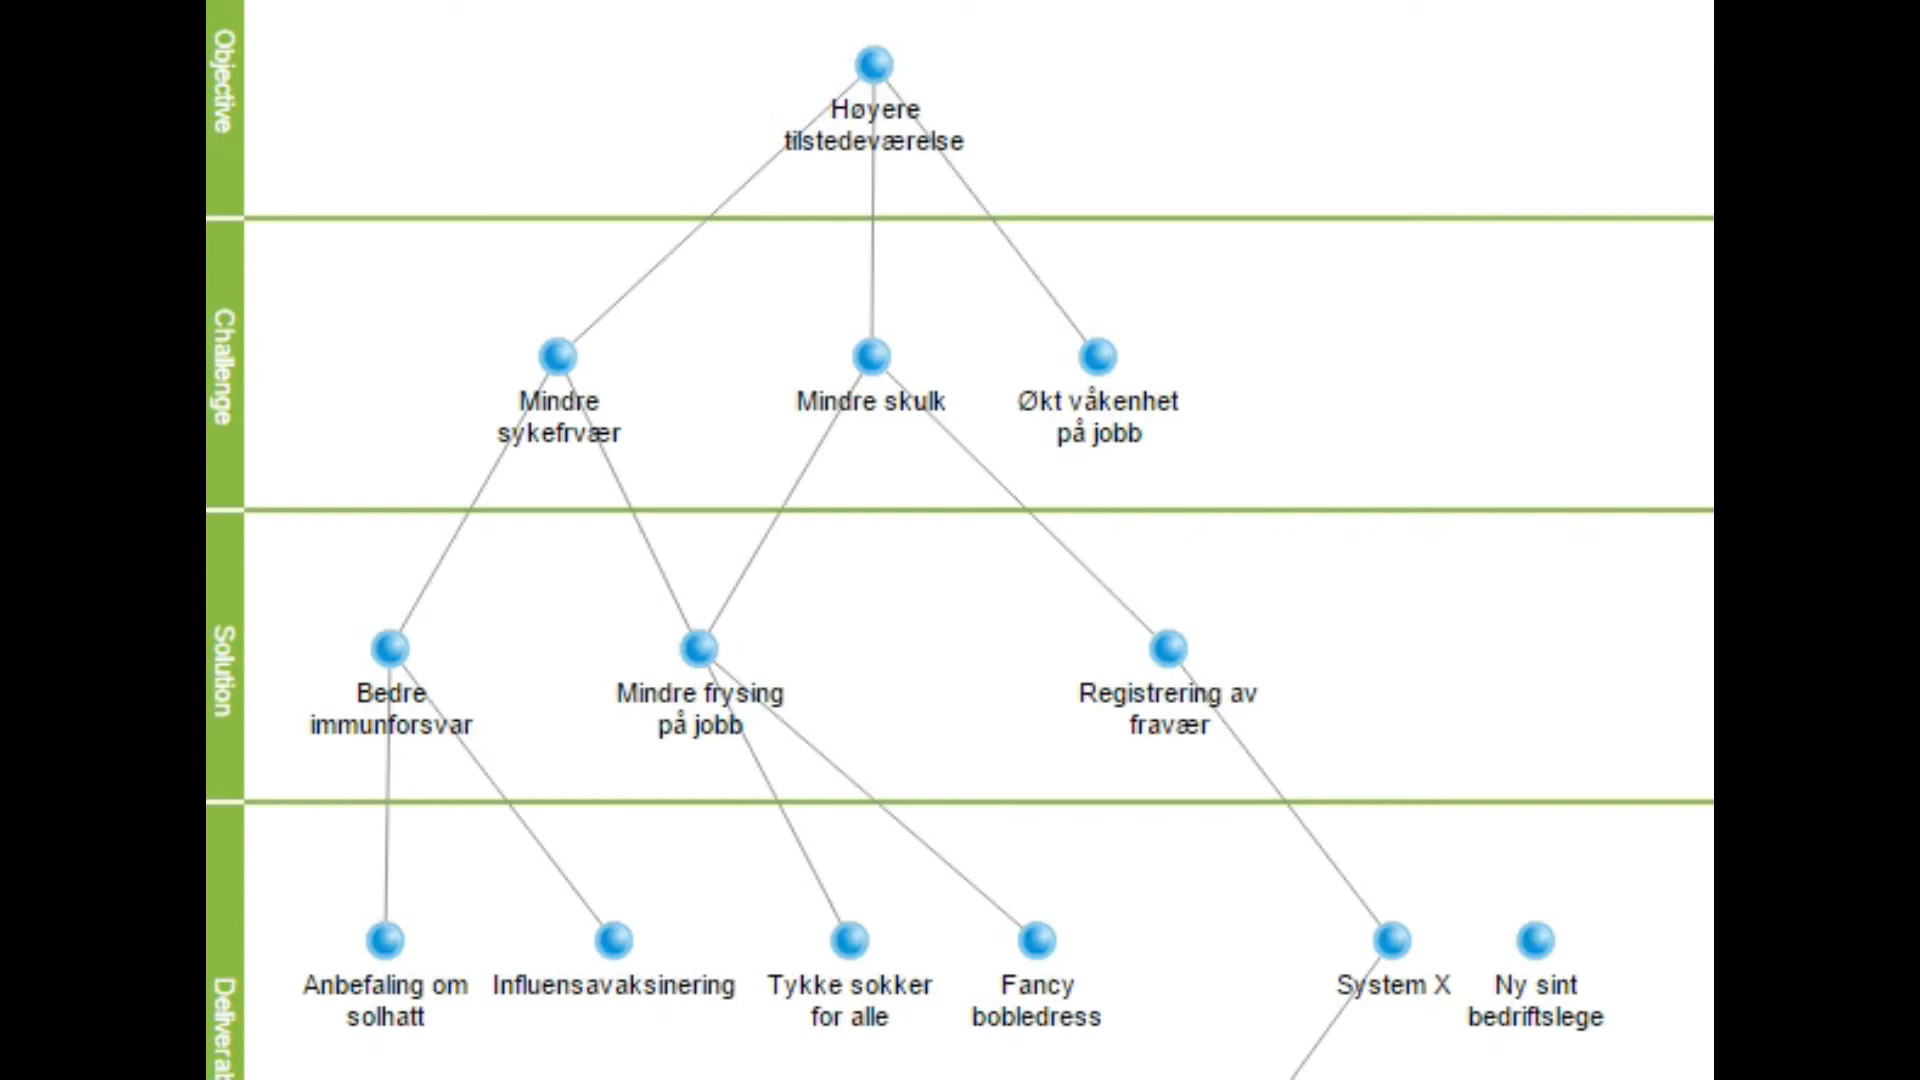 Objective
Høyere
tilstedeværelse
Challenge
Mindre
sykefrvær
Mindre skulk
Økt våkenhet
på jobb
Solution
Bedre
immunforsvar
Mindre frysing
på jobb
Registrering av
fravær
Deliverab
Anbefaling om
solhatt
Influensavaksinering
Tykke sokker
for alle
Fancy
bobledress
System X
Ny sint
bedriftslege